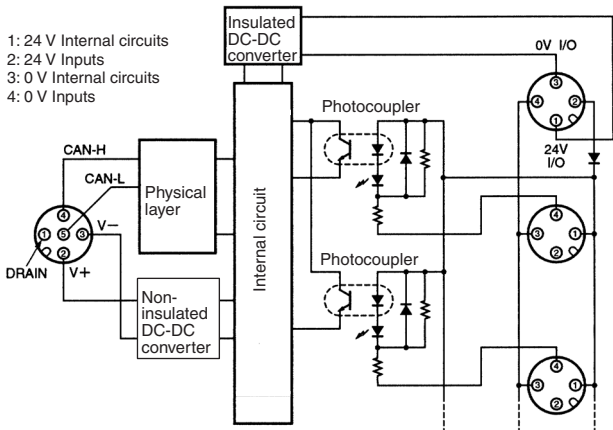 1: 24 V Internal circuits
2: 24 V Inputs
3: 0 V Internal circuits
4: 0 V Inputs
Insulated
DC-DC
converter
0V I/O
3
4
2
1
24V
I/O
Photocoupler
CAN-H
CAN-L
Physical
layer
Internal circuit
4
1
5
3
2
V−
V+
DRAIN
Non-
insulated
DC-DC
converter
4
3
1
2
Photocoupler
4
3
1
2